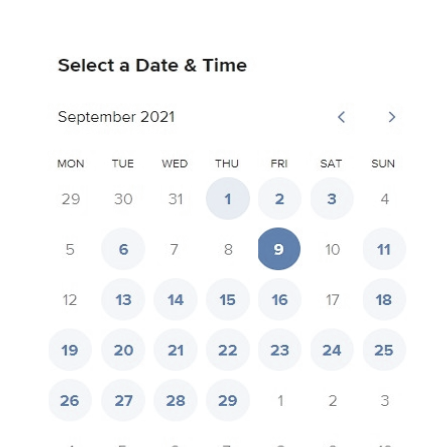 Select a Date & Time
September 2021
MON TUE WED THU FRI SAT SUN
29 30 31 1 2 3 4
5 6 7 8 9 10 11
12 13 14 15 16 17 18
19 20 21 22 23 24 25
26 27 28 29 1 2 3